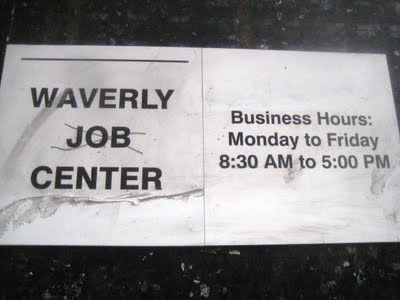 WAVERLY
JOB
CENTER
Business Hours:
Monday to Friday
8:30 AM to 5:00 PM